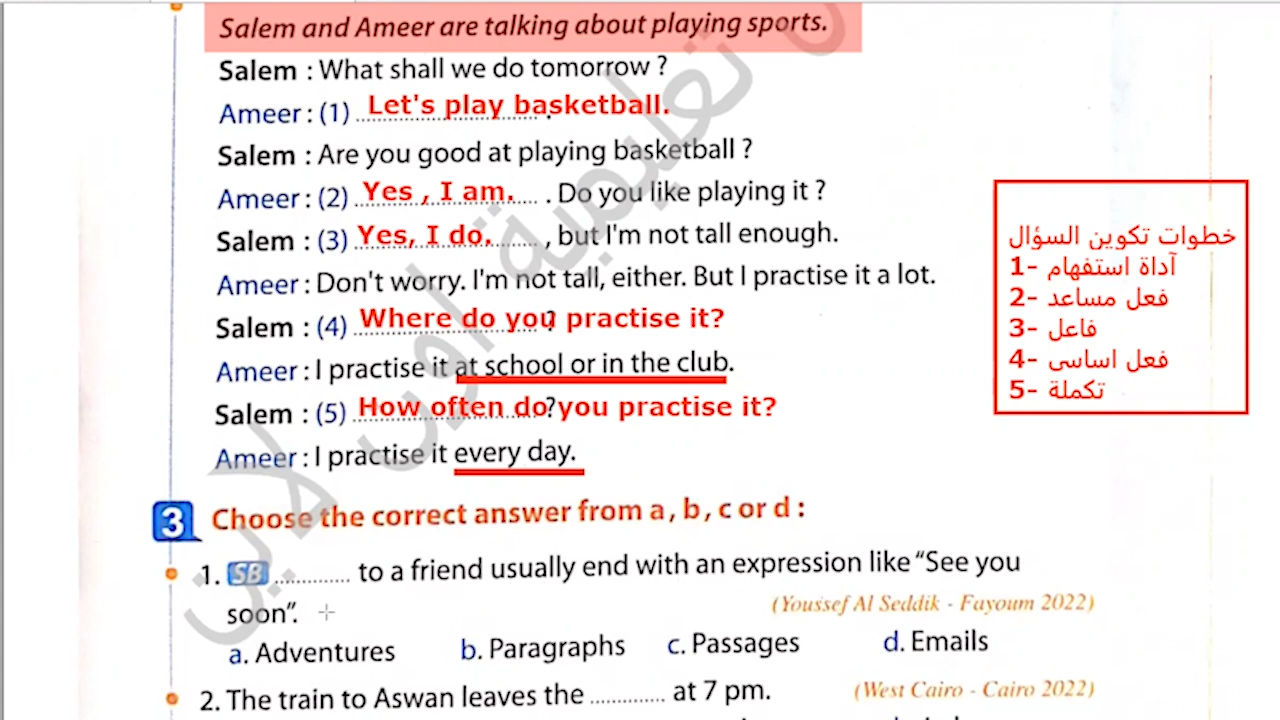 Salem and Ameer are talking about playing sports.
Salem : What shall we do tomorrow ?
Ameer : (1) Let's play basketball. .
Salem : Are you good at playing basketball ?
Ameer : (2) Yes , I am. . Do you like playing it ?
Salem : (3) Yes, I do. , but I'm not tall enough.
Ameer : Don't worry. I'm not tall, either. But I practise it a lot.
Salem : (4) Where do you practise it? ?
Ameer : I practise it at school or in the club.
Salem : (5) How often do you practise it? ?
Ameer : I practise it every day.
خطوات تكوين السؤال
1- آداة استفهام
2- فعل مساعد
3- فاعل
4- فعل اساسى
5- تكملة
3 Choose the correct answer from a , b , c or d :
1. SB ............ to a friend usually end with an expression like “See you
soon”. (Youssef Al Seddik - Fayoum 2022)
a. Adventures b. Paragraphs c. Passages d. Emails
2. The train to Aswan leaves the ............ at 7 pm. (West Cairo - Cairo 2022)